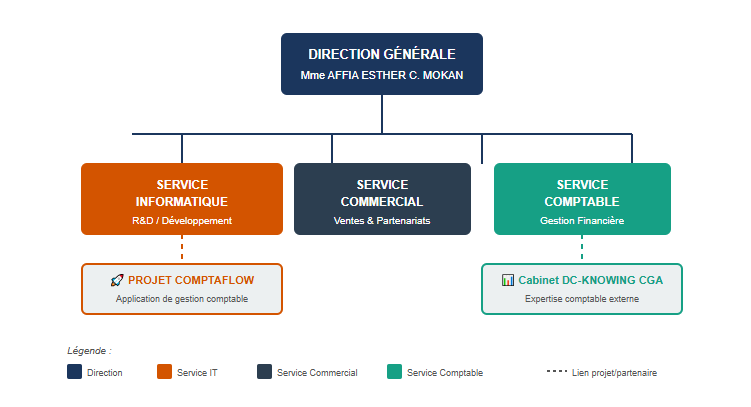 DIRECTION GÉNÉRALE
Mme AFFIA ESTHER C. MOKAN
SERVICE
INFORMATIQUE
R&D / Développement
SERVICE
COMMERCIAL
Ventes & Partenariats
SERVICE
COMPTABLE
Gestion Financière
🚀 PROJET COMPTAFLOW
Application de gestion comptable
📊 Cabinet DC-KNOWING CGA
Expertise comptable externe
Légende :
Direction
Service IT
Service Commercial
Service Comptable
Lien projet/partenaire